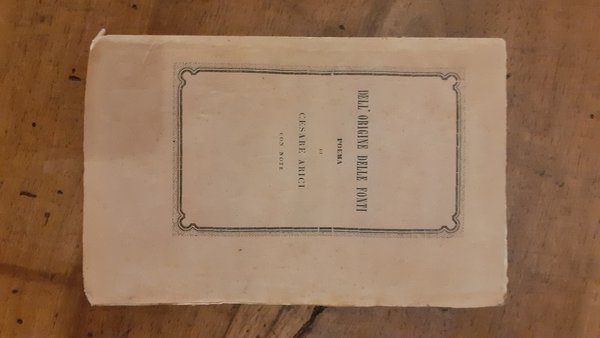 DELL' ORIGINE DELLE FONTI
POEMA
DI
CESARE ARICI
CON NOTE